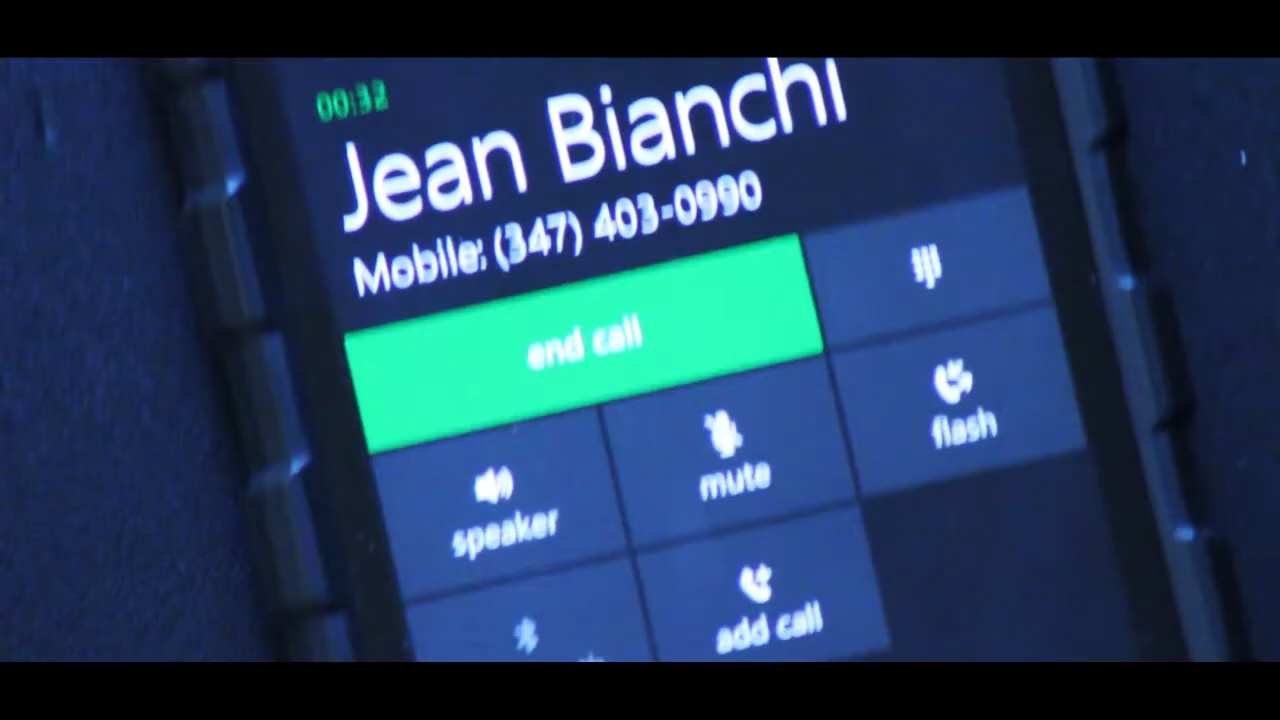 00:32
Jean Bianchi
Mobile: (347) 403-0990
end call
flash
mute
speaker
add call